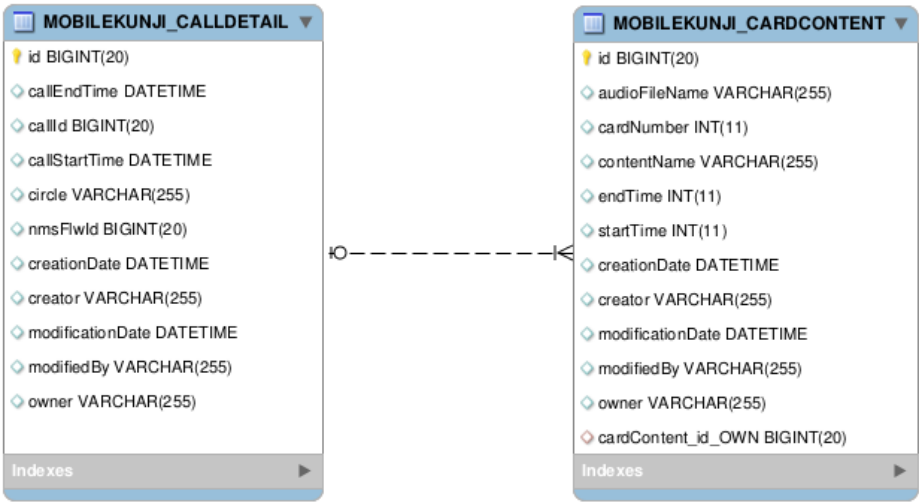 MOBILEKUNJI_CALLDETAIL
id BIGINT(20)
callEndTime DATETIME
callId BIGINT(20)
callStartTime DATETIME
circle VARCHAR(255)
nmsFlwId BIGINT(20)
creationDate DATETIME
creator VARCHAR(255)
modificationDate DATETIME
modifiedBy VARCHAR(255)
owner VARCHAR(255)
Indexes
MOBILEKUNJI_CARDCONTENT
id BIGINT(20)
audioFileName VARCHAR(255)
cardNumber INT(11)
contentName VARCHAR(255)
endTime INT(11)
startTime INT(11)
creationDate DATETIME
creator VARCHAR(255)
modificationDate DATETIME
modifiedBy VARCHAR(255)
owner VARCHAR(255)
cardContent_id_OWN BIGINT(20)
Indexes